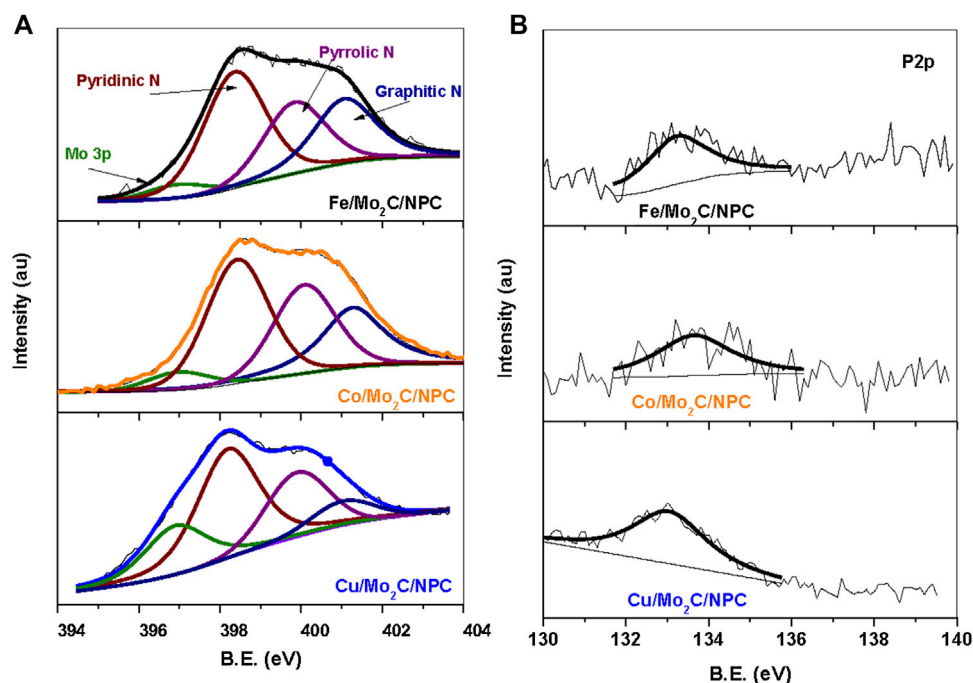 A
Intensity (au)
Pyridinic N
Pyrrolic N
Graphitic N
Mo 3p
Fe/Mo₂C/NPC
Co/Mo₂C/NPC
Cu/Mo₂C/NPC
394 396 398 400 402 404
B.E. (eV)
B
Intensity (au)
P2p
Fe/Mo₂C/NPC
Co/Mo₂C/NPC
Cu/Mo₂C/NPC
130 132 134 136 138 140
B.E. (eV)